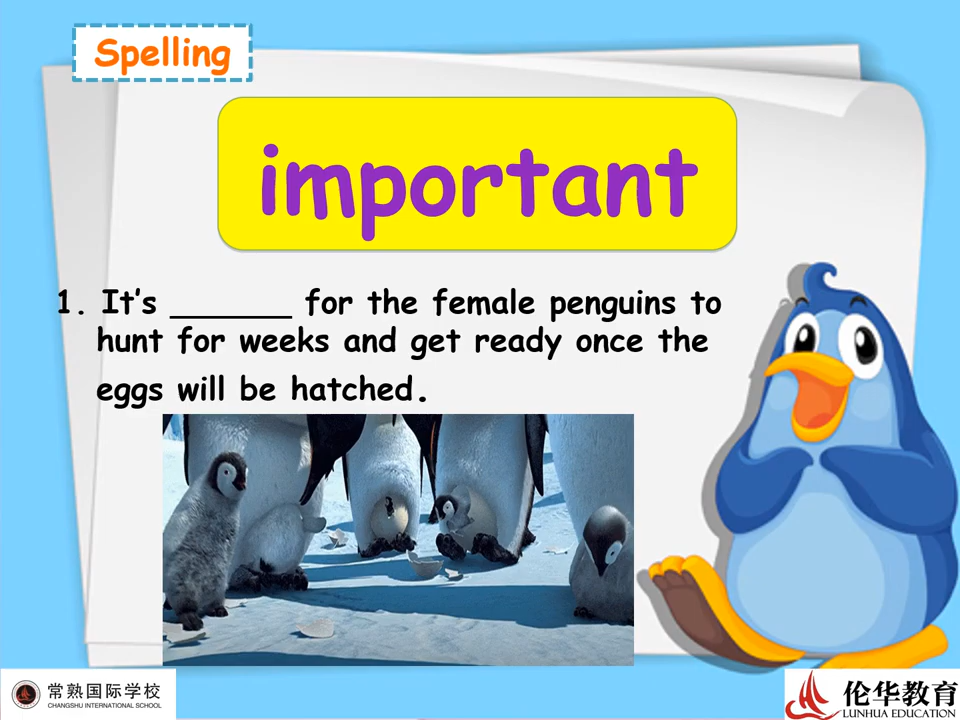 Spelling
important
1. It's _______ for the female penguins to
hunt for weeks and get ready once the
eggs will be hatched.
常熟国际学校
CHANGSHU INTERNATIONAL SCHOOL
伦华教育
LUNHUA EDUCATION